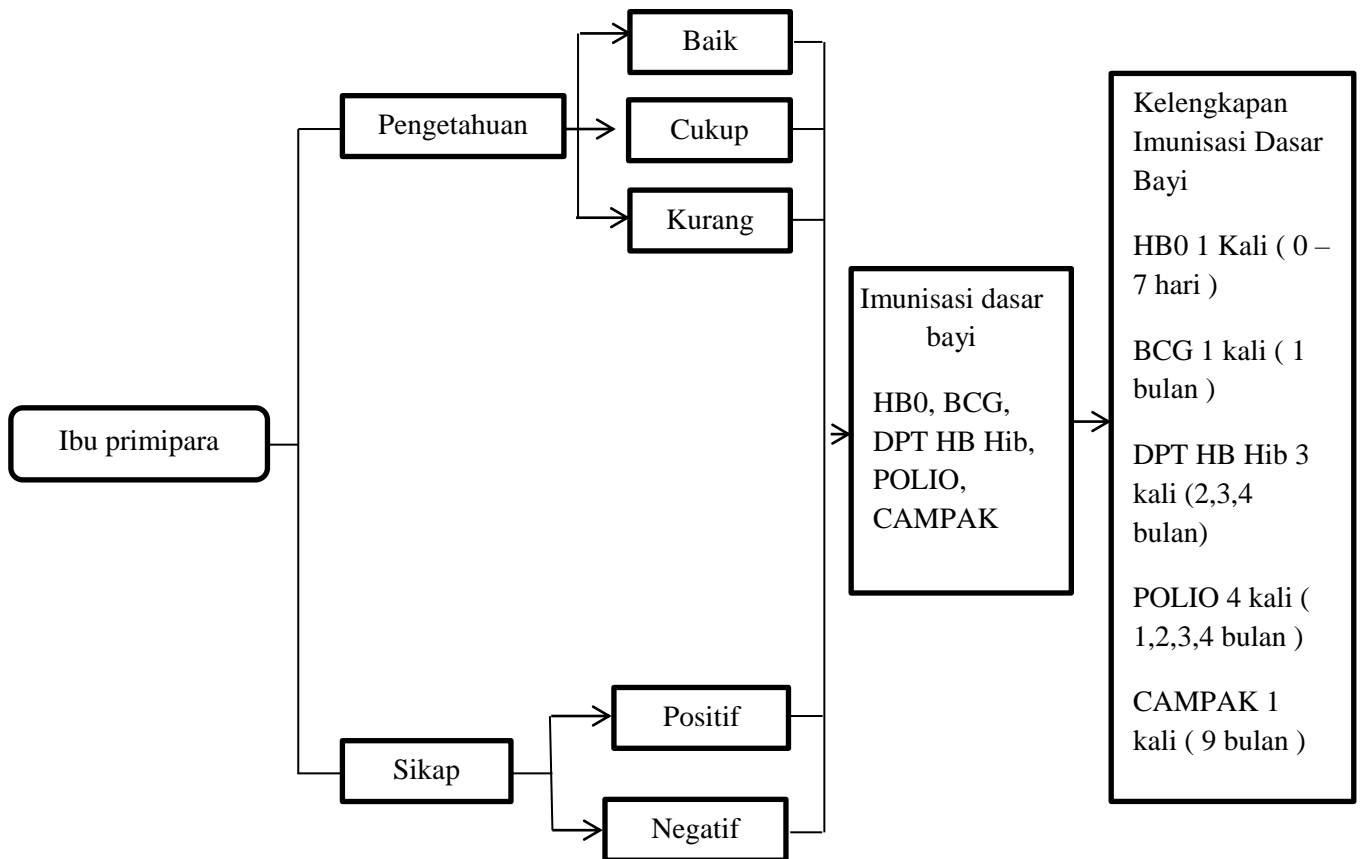 Baik
Pengetahuan
Cukup
Kurang
Ibu primipara
Positif
Sikap
Negatif
Imunisasi dasar
bayi
HB0, BCG,
DPT HB Hib,
POLIO,
CAMPAK
Kelengkapan
Imunisasi Dasar
Bayi
HB0 1 Kali ( 0 –
7 hari )
BCG 1 kali ( 1
bulan )
DPT HB Hib 3
kali (2,3,4
bulan)
POLIO 4 kali (
1,2,3,4 bulan )
CAMPAK 1
kali ( 9 bulan )